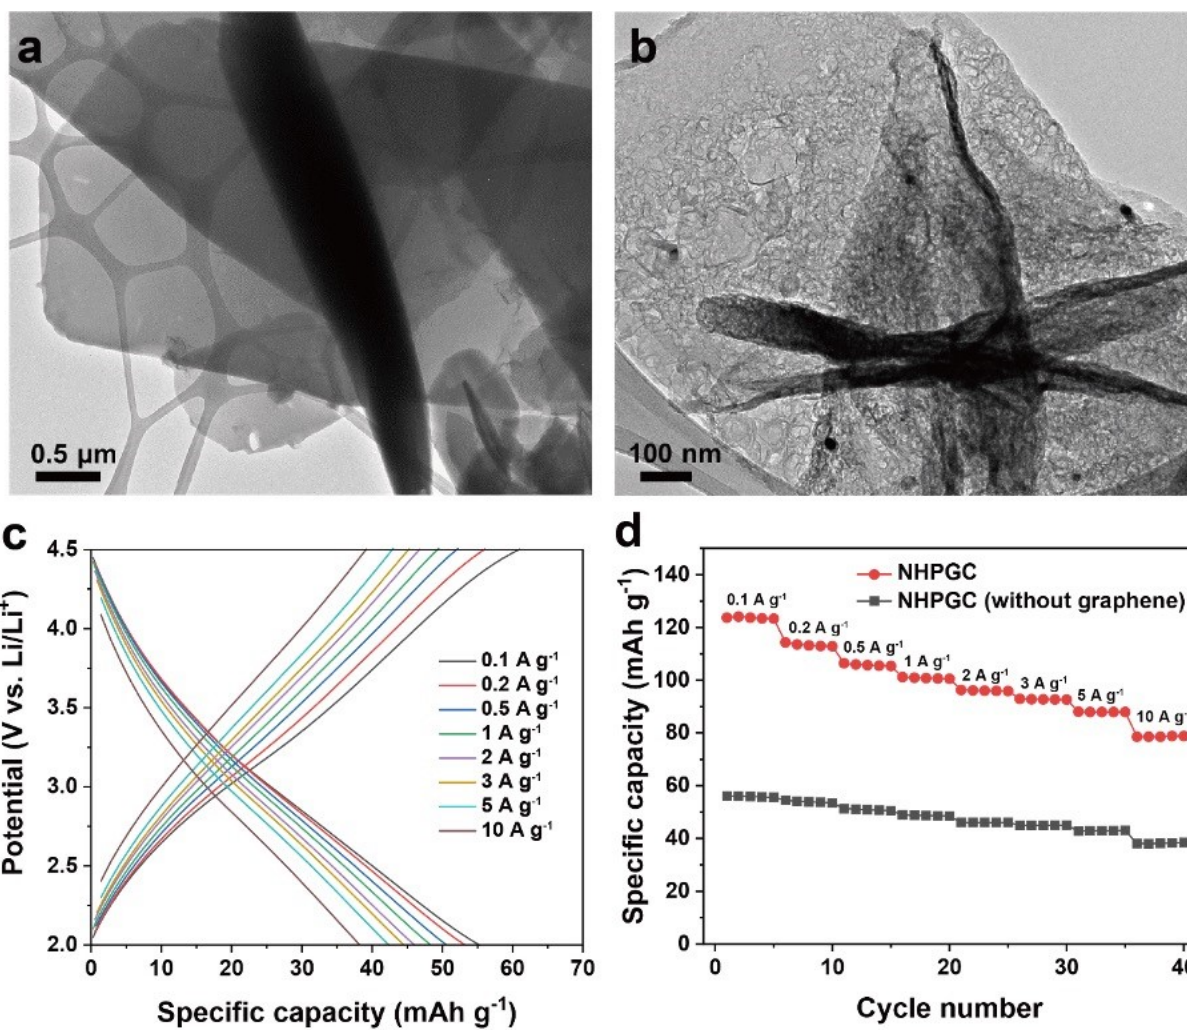 a
b
0.5 µm
100 nm
c
d
4.5
4.0
3.5
3.0
2.5
2.0
Potential (V vs. Li/Li⁺)
0.1 A g⁻¹
0.2 A g⁻¹
0.5 A g⁻¹
1 A g⁻¹
2 A g⁻¹
3 A g⁻¹
5 A g⁻¹
10 A g⁻¹
0 10 20 30 40 50 60 70
Specific capacity (mAh g⁻¹)
Specific capacity (mAh g⁻¹)
140
120
100
80
60
40
20
0
NHPGC
NHPGC (without graphene)
0.1 A g⁻¹
0.2 A g⁻¹
0.5 A g⁻¹
1 A g⁻¹
2 A g⁻¹
3 A g⁻¹
5 A g⁻¹
10 A g⁻¹
0 10 20 30
Cycle number